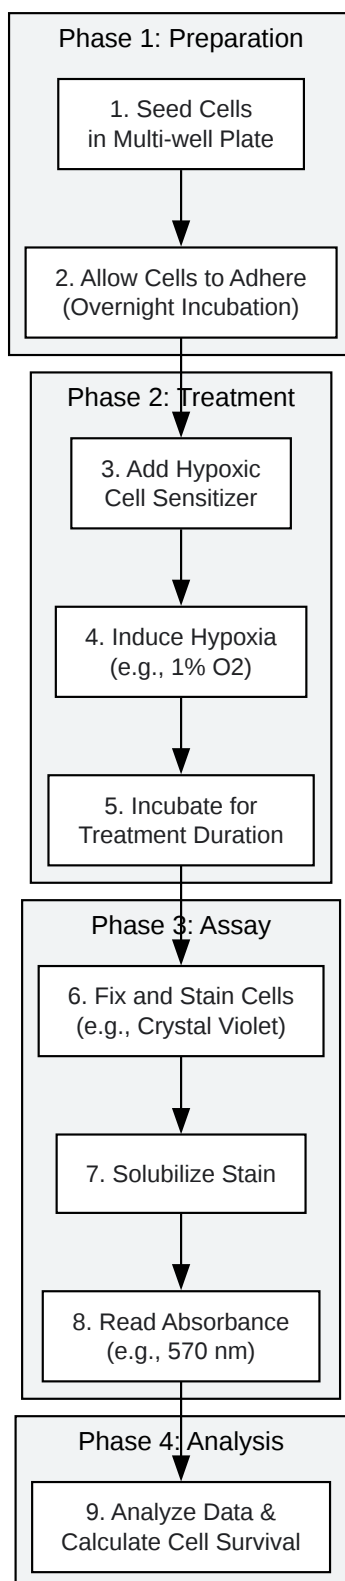 Phase 1: Preparation
1. Seed Cells
in Multi-well Plate
2. Allow Cells to Adhere
(Overnight Incubation)
Phase 2: Treatment
3. Add Hypoxic
Cell Sensitizer
4. Induce Hypoxia
(e.g., 1% O2)
5. Incubate for
Treatment Duration
Phase 3: Assay
6. Fix and Stain Cells
(e.g., Crystal Violet)
7. Solubilize Stain
8. Read Absorbance
(e.g., 570 nm)
Phase 4: Analysis
9. Analyze Data &
Calculate Cell Survival